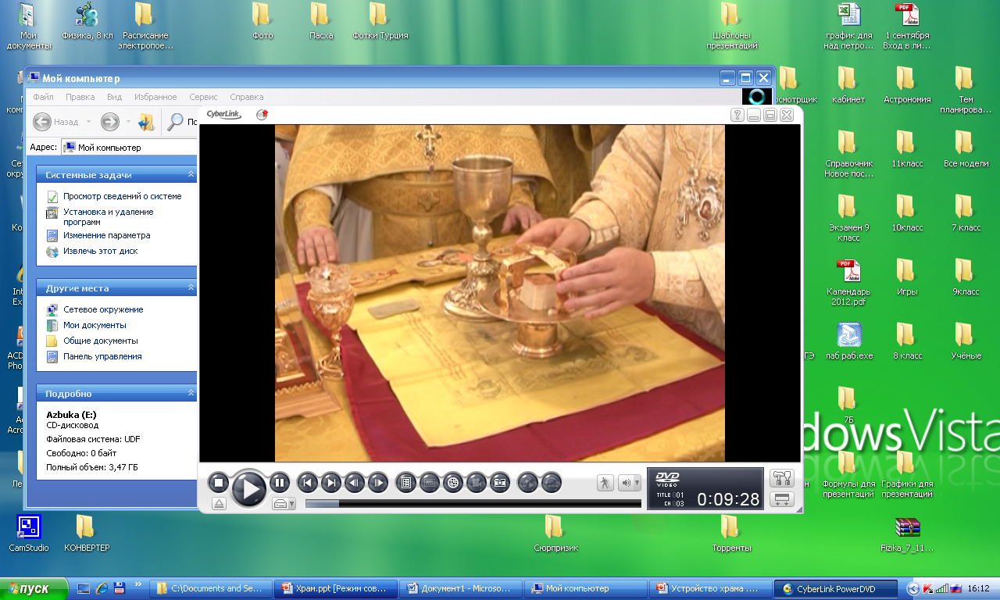 Мои
документы
Физика, 8 кл
Расписание
электропое...
Фото
Пасха
Фотки Турция
Шаблоны
презентаций
график для
над петро...
1 сентября
Вход в ли...
Мой компьютер
Файл Правка Вид Избранное Сервис Справка
Назад
По
CyberLink
Адрес: Мой компьютер
Системные задачи
Просмотр сведений о системе
Установка и удаление
программ
Изменение параметра
Извлечь этот диск
Другие места
Сетевое окружение
Мои документы
Общие документы
Панель управления
Подробно
Azbuka (E:)
CD-дисковод
Файловая система: UDF
Свободно: 0 байт
Полный объем: 3,47 ГБ
DVD
VIDEO
TITLE 001
CH 003
0:09:28
осмотрщик
кабинет
Астрономия
Тем
планирова...
Справочник
Новое пос...
11класс
Все модели
Экзамен 9
класс
10класс
7 класс
Календарь
2012.pdf
Игры
9класс
ГЭ
лаб раб.exe
8 класс
Учёные
7Б
dowsVista
Формулы для
презентаций
Графики для
презентаций
CamStudio
КОНВЕРТЕР
Сюрпризик
Торренты
Fizika_7_11...
пуск
C:\Documents and Se...
Храм.ppt [Режим сов...
Документ1 - Microso...
Мой компьютер
Устройство храма ....
CyberLink PowerDVD
16:12